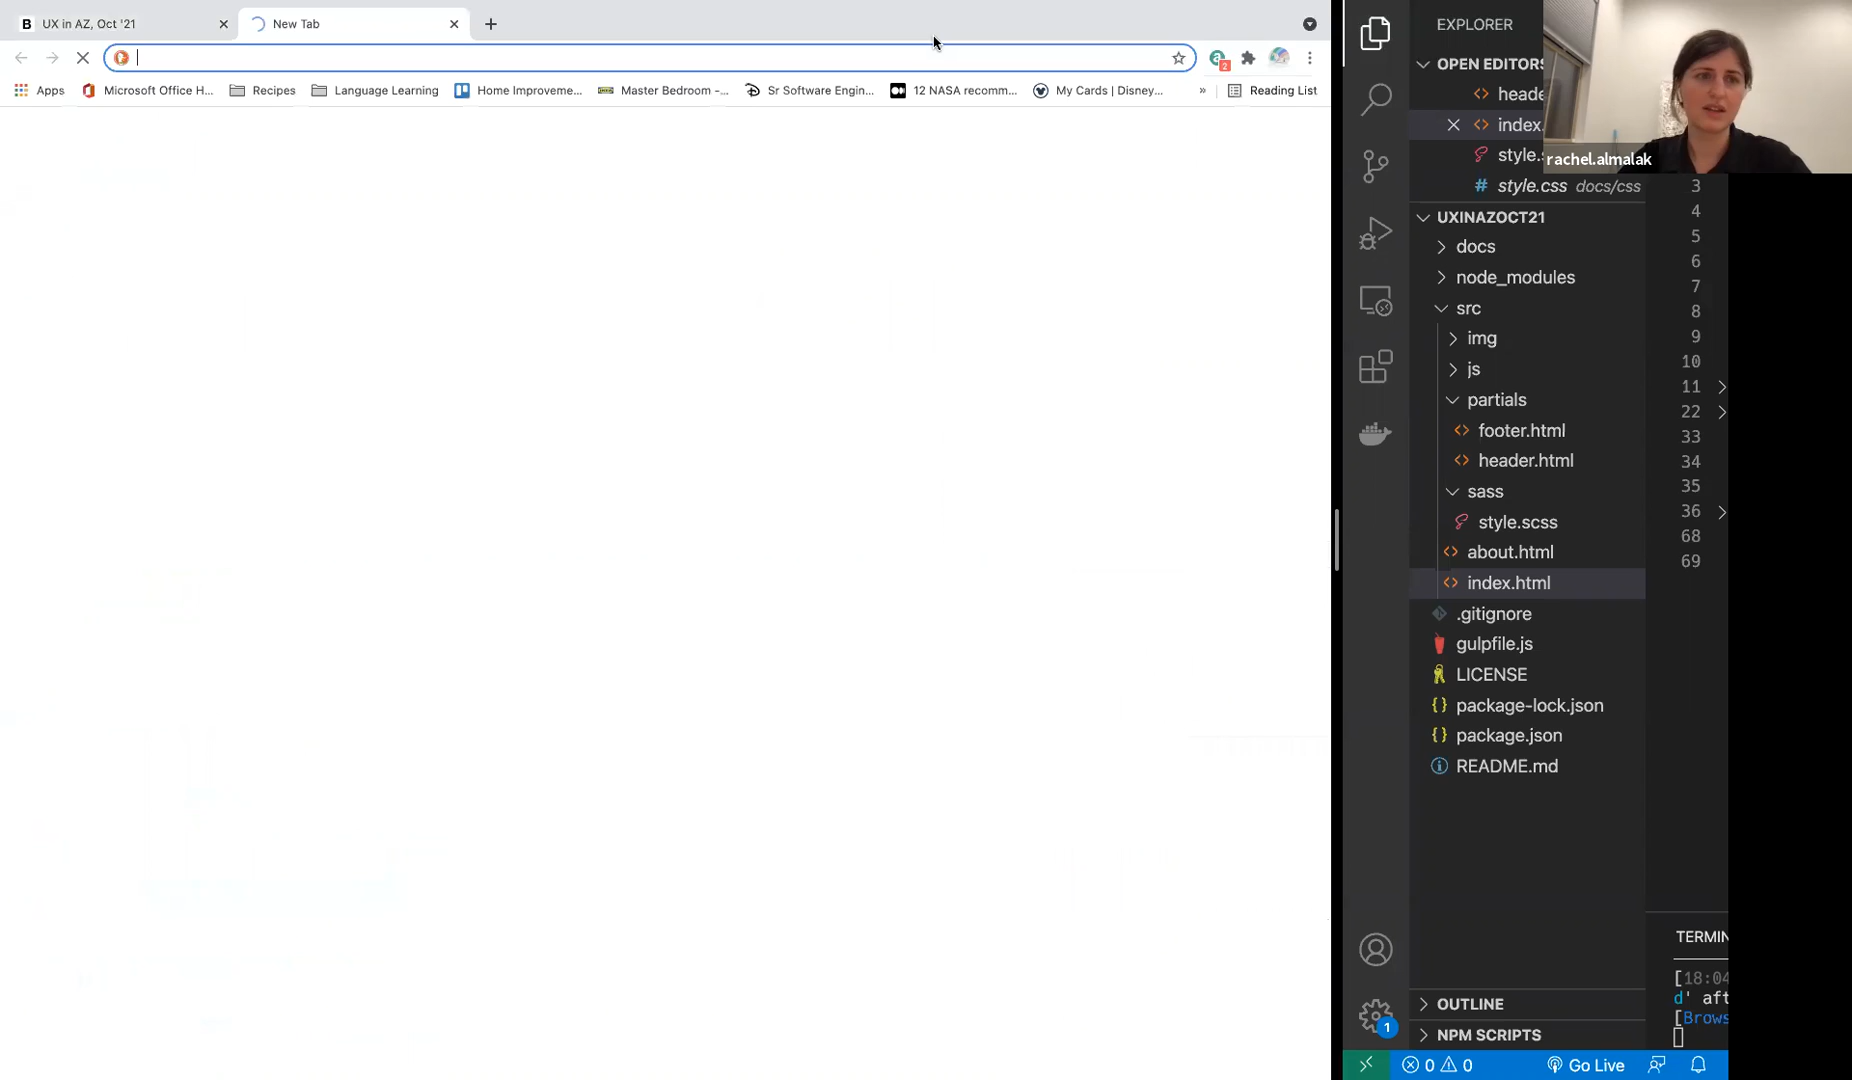 B UX in AZ, Oct '21
New Tab
Apps
Microsoft Office H...
Recipes
Language Learning
Home Improveme...
Master Bedroom -...
Sr Software Engin...
12 NASA recomm...
My Cards | Disney...
»
Reading List
2
EXPLORER
OPEN EDITORS
heade
index.
style.s
style.css docs/css
rachel.almalak
UXINAZOCT21
docs
node_modules
src
img
js
partials
footer.html
header.html
sass
style.scss
about.html
index.html
.gitignore
gulpfile.js
LICENSE
package-lock.json
package.json
README.md
OUTLINE
NPM SCRIPTS
1
3
4
5
6
7
8
9
10
11
22
33
34
35
36
68
69
TERMIN
[18:04
d' aft
[Brows
0 0
Go Live